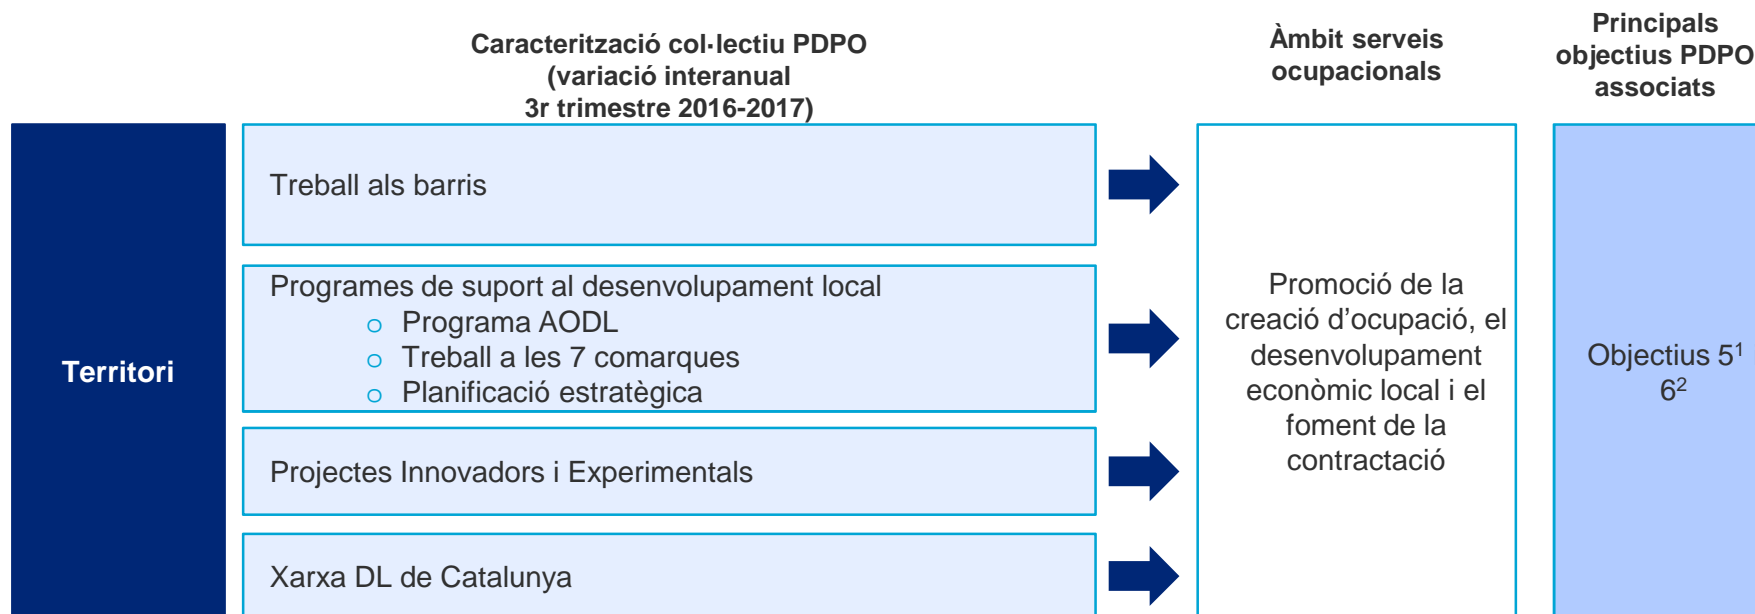 Caracterització col·lectiu PDPO
(variació interanual
3r trimestre 2016-2017)
Àmbit serveis
ocupacionals
Principals
objectius PDPO
associats
Territori
Treball als barris
Programes de suport al desenvolupament local
o Programa AODL
o Treball a les 7 comarques
o Planificació estratègica
Projectes Innovadors i Experimentals
Xarxa DL de Catalunya
Promoció de la
creació d’ocupació, el
desenvolupament
econòmic local i el
foment de la
contractació
Objectius 5¹
6²